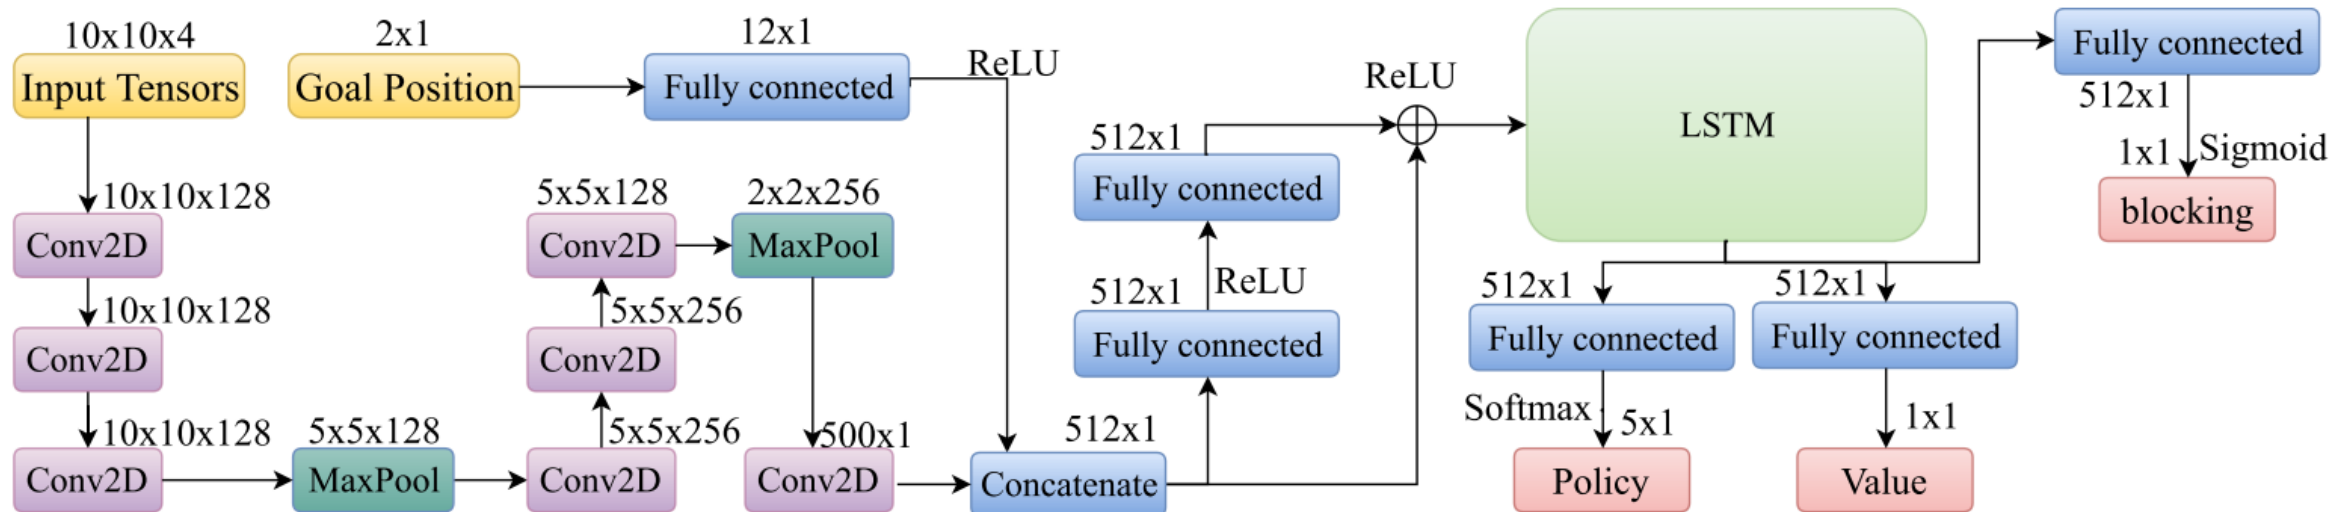 10x10x4
Input Tensors
2x1
Goal Position
12x1
Fully connected
ReLU
10x10x128
Conv2D
10x10x128
Conv2D
10x10x128
Conv2D
5x5x128
MaxPool
5x5x256
Conv2D
5x5x256
Conv2D
5x5x128
Conv2D
2x2x256
MaxPool
500x1
Conv2D
512x1
Concatenate
512x1
Fully connected
ReLU
512x1
Fully connected
ReLU
LSTM
512x1
Fully connected
Softmax
5x1
Policy
512x1
Fully connected
1x1
Value
Fully connected
512x1
1x1
Sigmoid
blocking